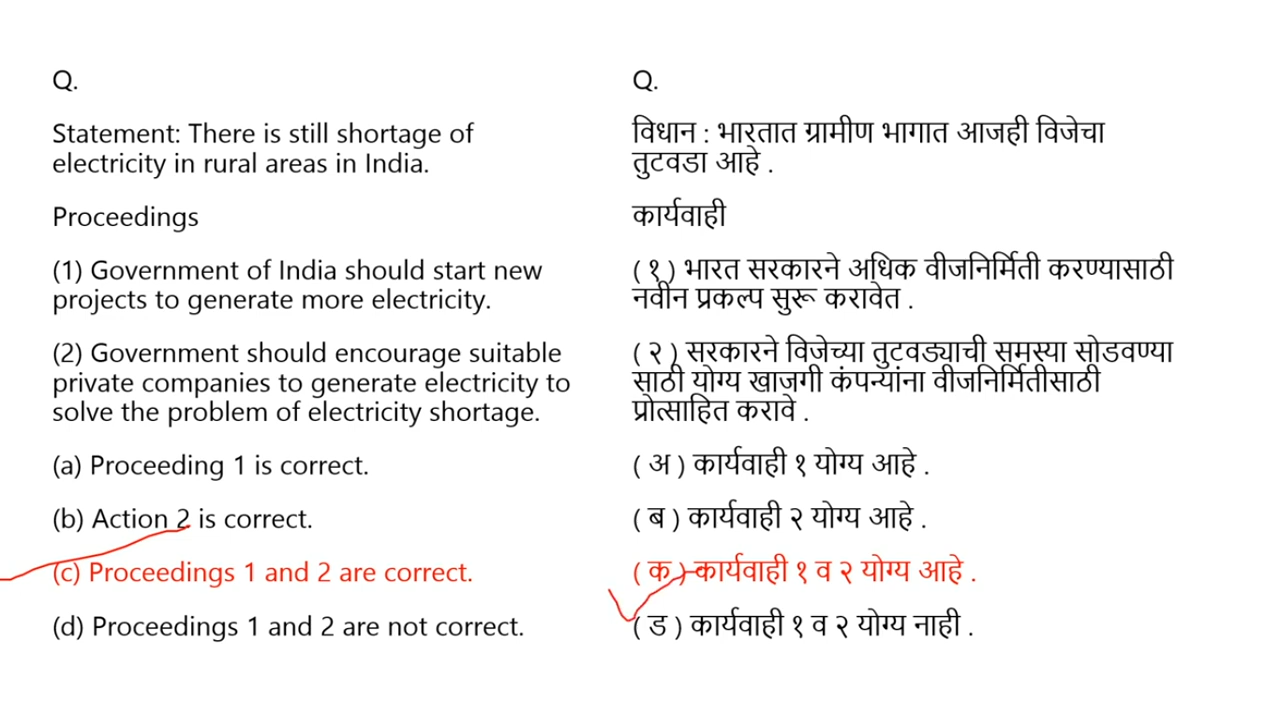 Q.
Statement: There is still shortage of
electricity in rural areas in India.
Proceedings
(1) Government of India should start new
projects to generate more electricity.
(2) Government should encourage suitable
private companies to generate electricity to
solve the problem of electricity shortage.
(a) Proceeding 1 is correct.
(b) Action 2 is correct.
(c) Proceedings 1 and 2 are correct.
(d) Proceedings 1 and 2 are not correct.
Q.
विधान : भारतात ग्रामीण भागात आजही विजेचा
तुटवडा आहे .
कार्यवाही
( १ ) भारत सरकारने अधिक वीजनिर्मिती करण्यासाठी
नवीन प्रकल्प सुरू करावेत .
( २ ) सरकारने विजेच्या तुटवड्याची समस्या सोडवण्या
साठी योग्य खाजगी कंपन्यांना वीजनिर्मितीसाठी
प्रोत्साहित करावे .
( अ ) कार्यवाही १ योग्य आहे .
( ब ) कार्यवाही २ योग्य आहे .
( क ) कार्यवाही १ व २ योग्य आहे .
( ड ) कार्यवाही १ व २ योग्य नाही .